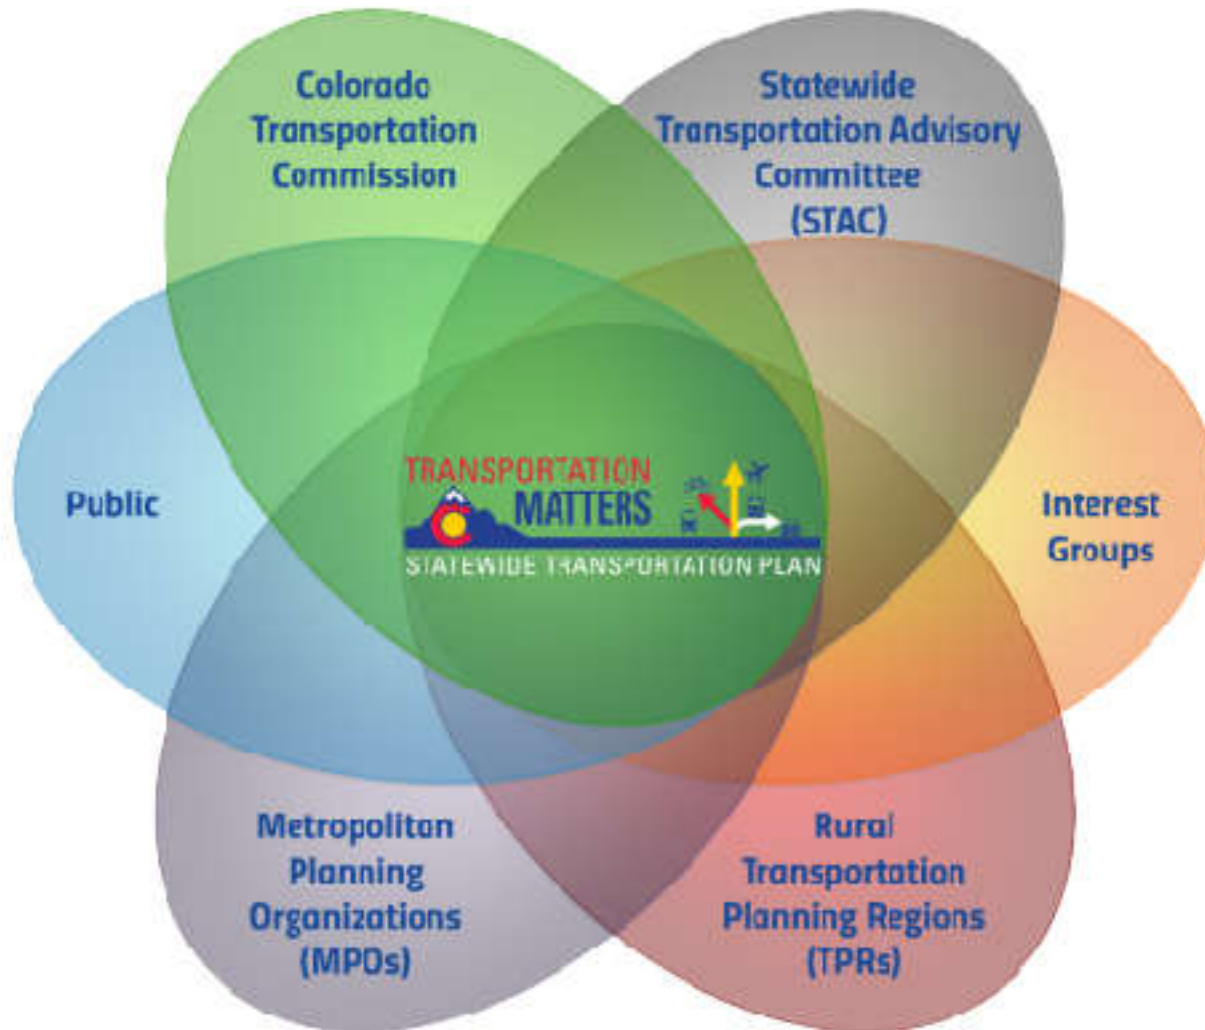 Colorado
Transportation
Commission
Statewide
Transportation Advisory
Committee
(STAC)
Public
TRANSPORTATION
MATTERS
STATEWIDE TRANSPORTATION PLAN
Interest
Groups
Metropolitan
Planning
Organizations
(MPOs)
Rural
Transportation
Planning Regions
(TPRs)